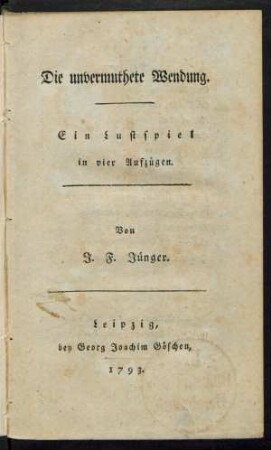 Die unvermuthete Wendung.
Ein Lustspiel
in vier Aufzügen.
Von
J. F. Jünger.
Leipzig,
bey Georg Joachim Göschen,
1793.